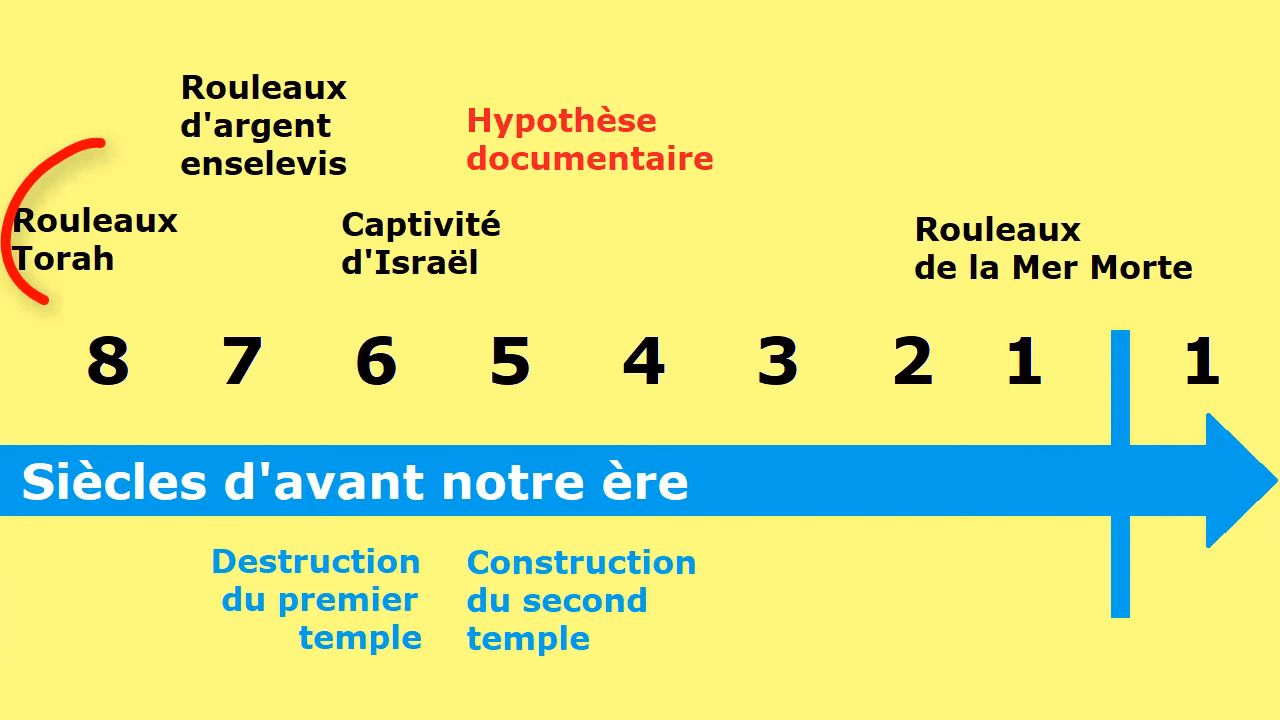 Rouleaux
d'argent
enselevis
Hypothèse
documentaire
Rouleaux
Torah
Captivité
d'Israël
Rouleaux
de la Mer Morte
8 7 6 5 4 3 2 1 1
Siècles d'avant notre ère
Destruction
du premier
temple
Construction
du second
temple